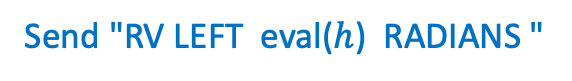 Send "RV LEFT eval(ℎ) RADIANS "